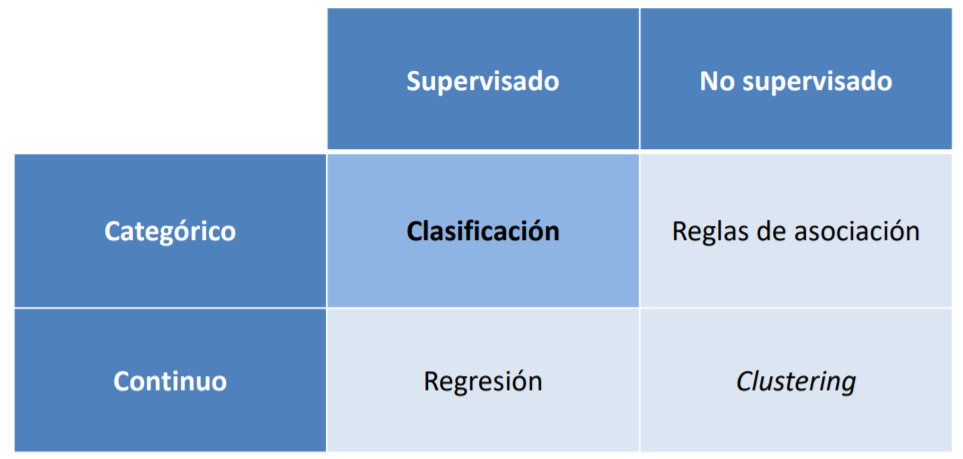 Supervisado
No supervisado
Categórico
Clasificación
Reglas de asociación
Continuo
Regresión
Clustering